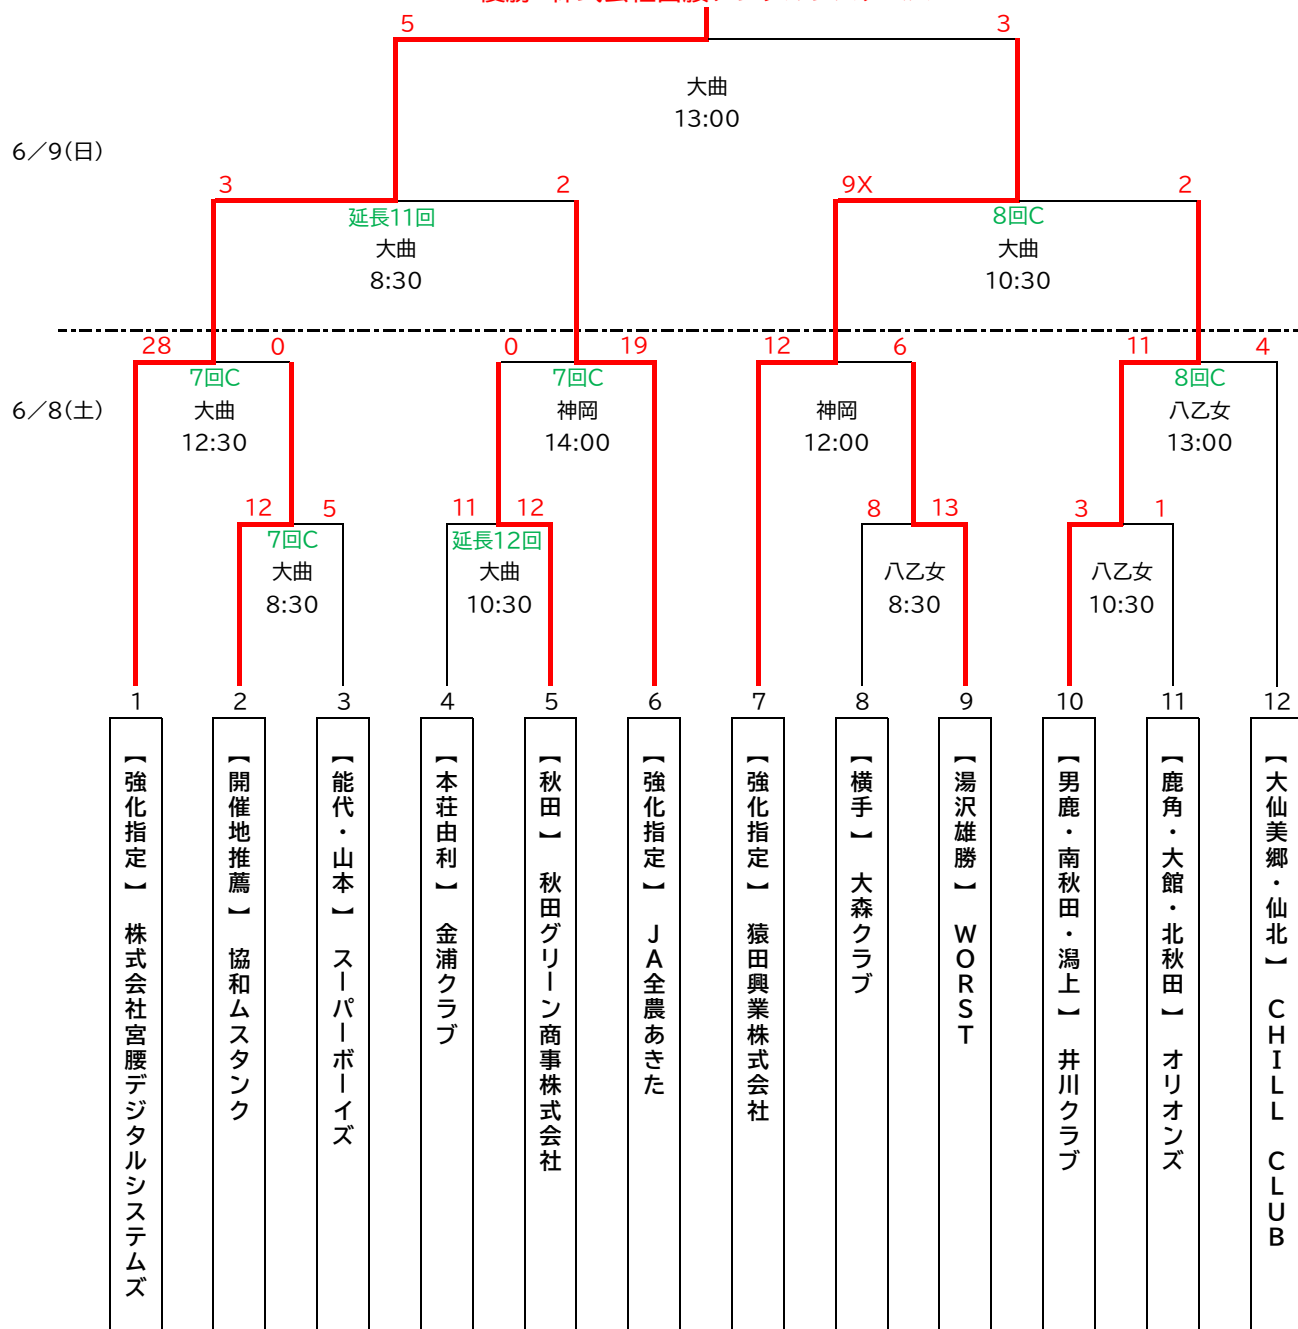 5
3
大曲
13:00
6/9(日)
3
2
9X
2
延長11回
8回C
大曲
大曲
8:30
10:30
28
0
0
19
12
6
11
4
7回C
7回C
8回C
6/8(土)
大曲
神岡
神岡
八乙女
12:30
14:00
12:00
13:00
12
5
11
12
8
13
3
1
7回C
延長12回
大曲
大曲
八乙女
八乙女
8:30
10:30
8:30
10:30
1
2
3
4
5
6
7
8
9
10
11
12
【強化指定】 株式会社宮腰デジタルシステムズ
【開催地推薦】 協和ムスタンク
【能代・山本】 スーパーボーイズ
【本荘由利】 金浦クラブ
【秋田】 秋田グリーン商事株式会社
【強化指定】 JA全農あきた
【強化指定】 猿田興業株式会社
【横手】 大森クラブ
【湯沢雄勝】 WORST
【男鹿・南秋田・潟上】 井川クラブ
【鹿角・大館・北秋田】 オリオンズ
【大仙美郷・仙北】 CHILL CLUB